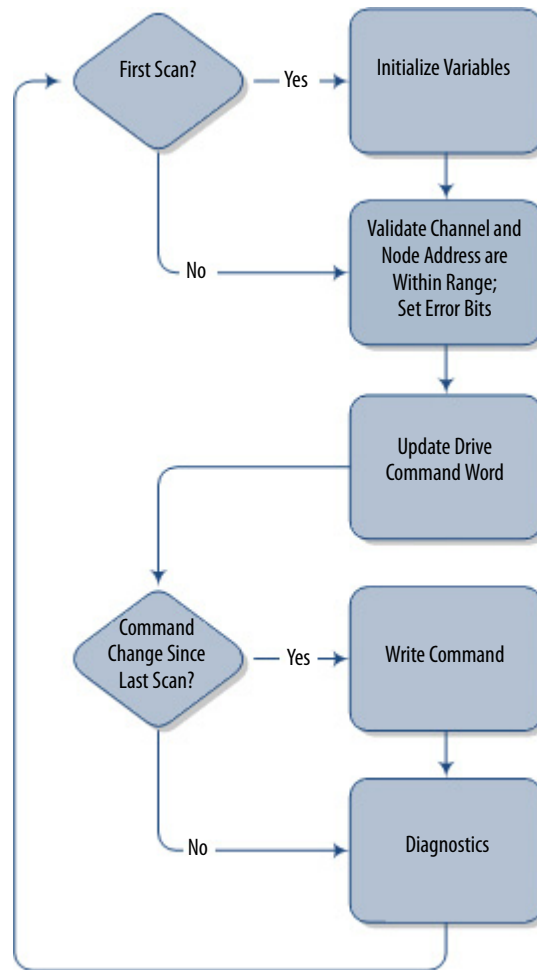 First Scan?
Yes
Initialize Variables
No
Validate Channel and
Node Address are
Within Range;
Set Error Bits
Update Drive
Command Word
Command
Change Since
Last Scan?
Yes
Write Command
No
Diagnostics